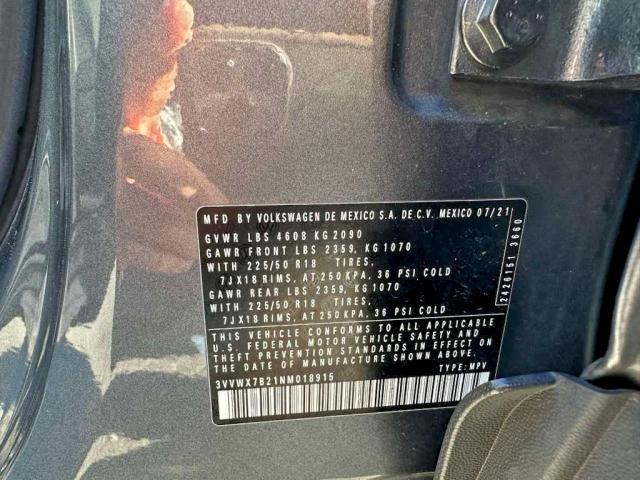 MFD BY VOLKSWAGEN DE MEXICO S.A. DE C.V. MEXICO 07/21
GVWR LBS 4608 KG 2090
GAWR FRONT LBS 2359, KG 1070
WITH 225/50 R18 TIRES,
7JX18 RIMS, AT 250 KPA, 36 PSI COLD
GAWR REAR LBS 2359, KG 1070
WITH 225/50 R18 TIRES,
7JX18 RIMS, AT 250 KPA, 36 PSI COLD
THIS VEHICLE CONFORMS TO ALL APPLICABLE
U.S. FEDERAL MOTOR VEHICLE SAFETY AND
THEFT PREVENTION STANDARDS IN EFFECT ON
THE DATE OF MANUFACTURE SHOWN ABOVE.
3VVWX7B21NM018915 TYPE: MPV
2426151 3660